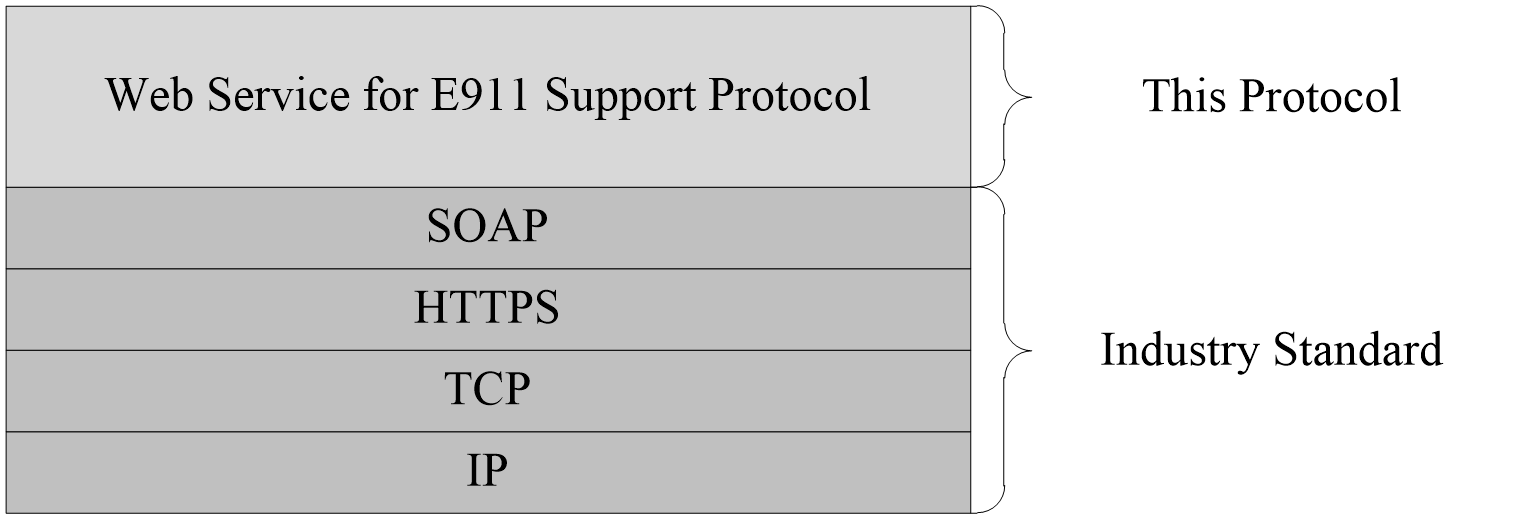 Web Service for E911 Support Protocol
This Protocol
SOAP
HTTPS
TCP
IP
Industry Standard